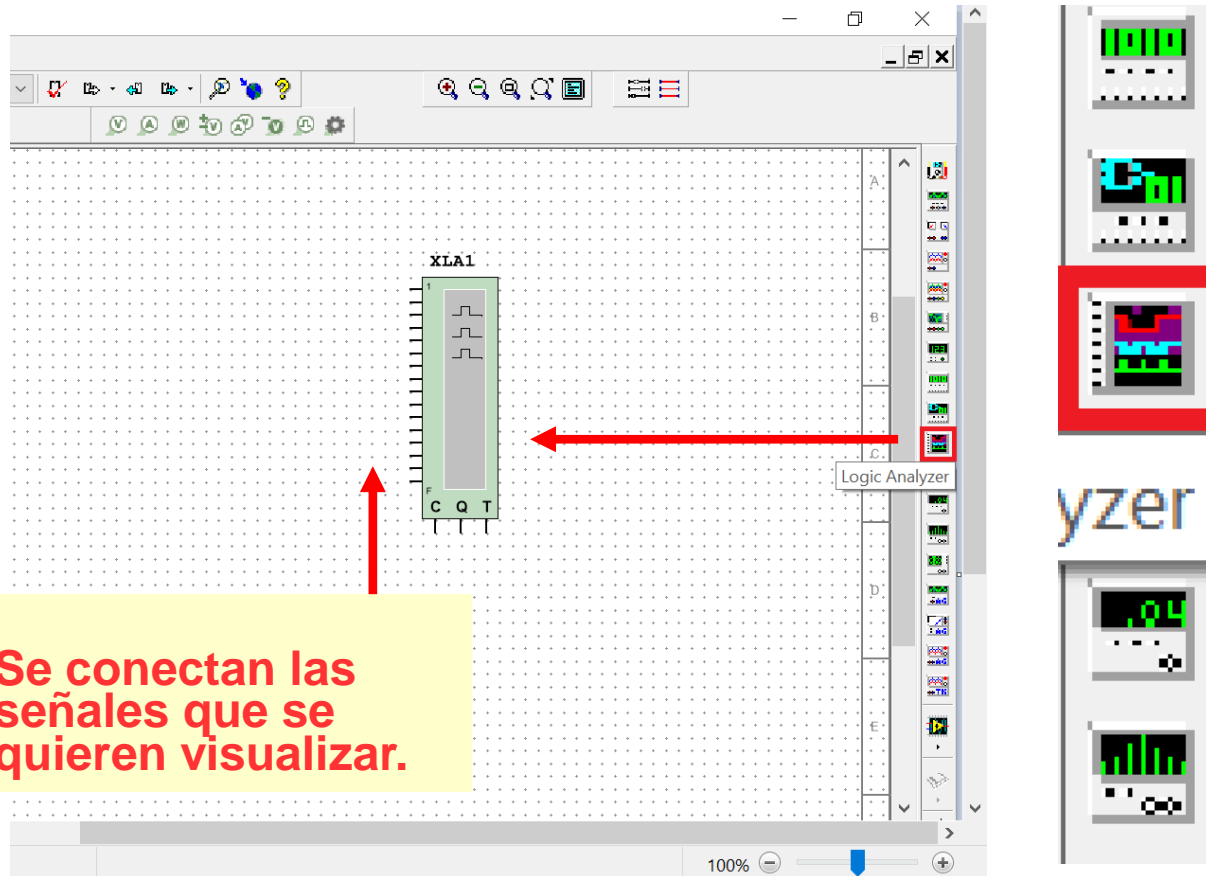 A
XLA1
1
B
C
Logic Analyzer
F
C Q T
D
Se conectan las
señales que se
quieren visualizar.
E
100%
yzer